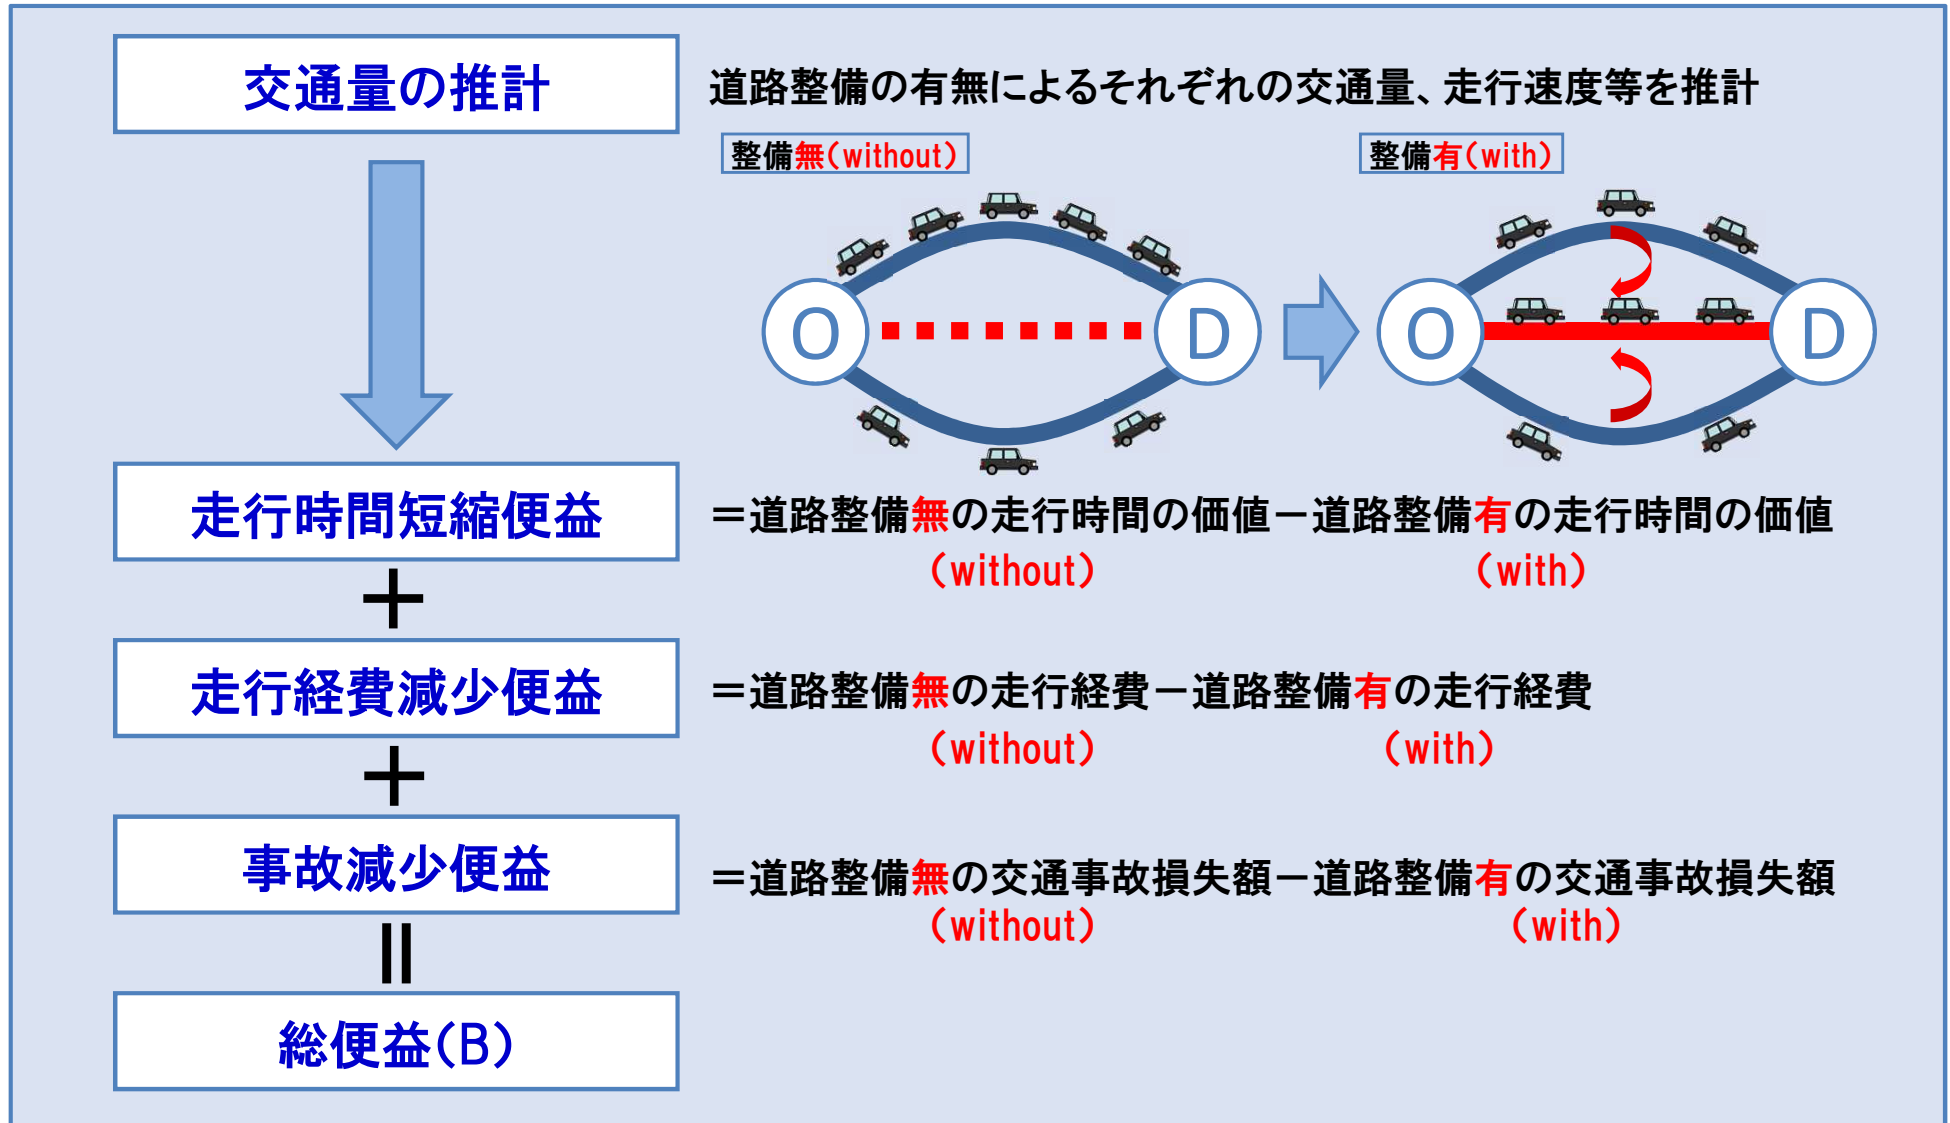 交通量の推計
道路整備の有無によるそれぞれの交通量、走行速度等を推計
整備無(without)
整備有(with)
O
D
O
D
走行時間短縮便益
=道路整備無の走行時間の価値-道路整備有の走行時間の価値
(without)
(with)
+
走行経費減少便益
=道路整備無の走行経費-道路整備有の走行経費
(without)
(with)
+
事故減少便益
=道路整備無の交通事故損失額-道路整備有の交通事故損失額
(without)
(with)
=
総便益(B)